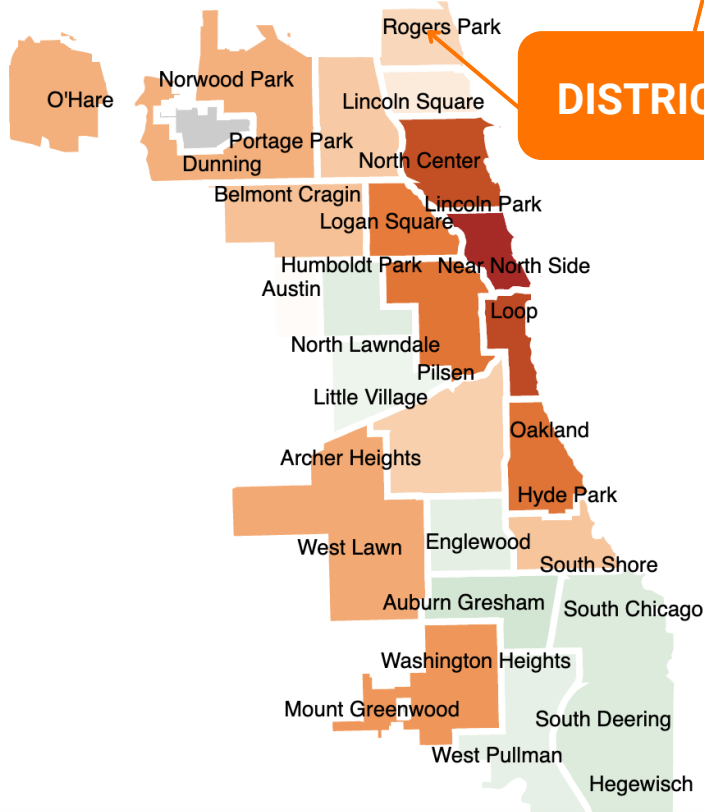 Rogers Park
DISTRIC
Norwood Park
O'Hare
Lincoln Square
Portage Park
Dunning
North Center
Belmont Cragin
Lincoln Park
Logan Square
Humboldt Park
Near North Side
Austin
Loop
North Lawndale
Pilsen
Little Village
Oakland
Archer Heights
Hyde Park
Englewood
West Lawn
South Shore
Auburn Gresham
South Chicago
Washington Heights
Mount Greenwood
South Deering
West Pullman
Hegewisch